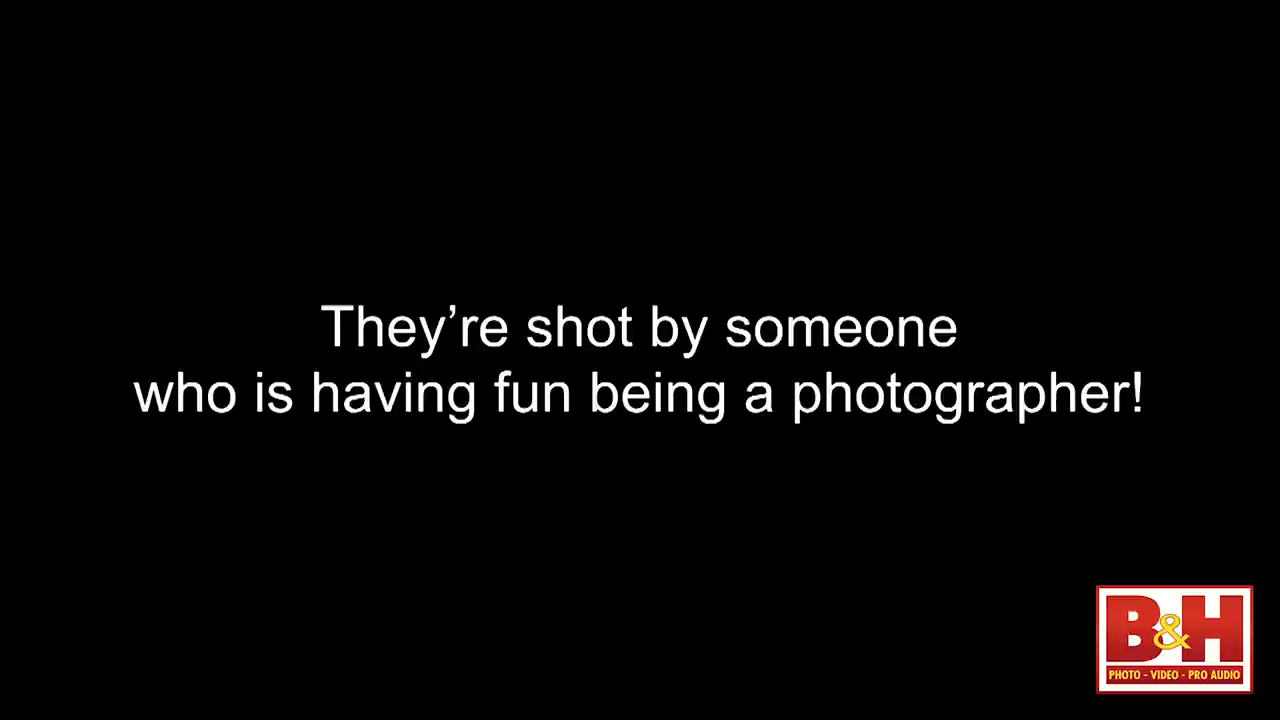 They’re shot by someone
who is having fun being a photographer!
B&H
PHOTO - VIDEO - PRO AUDIO